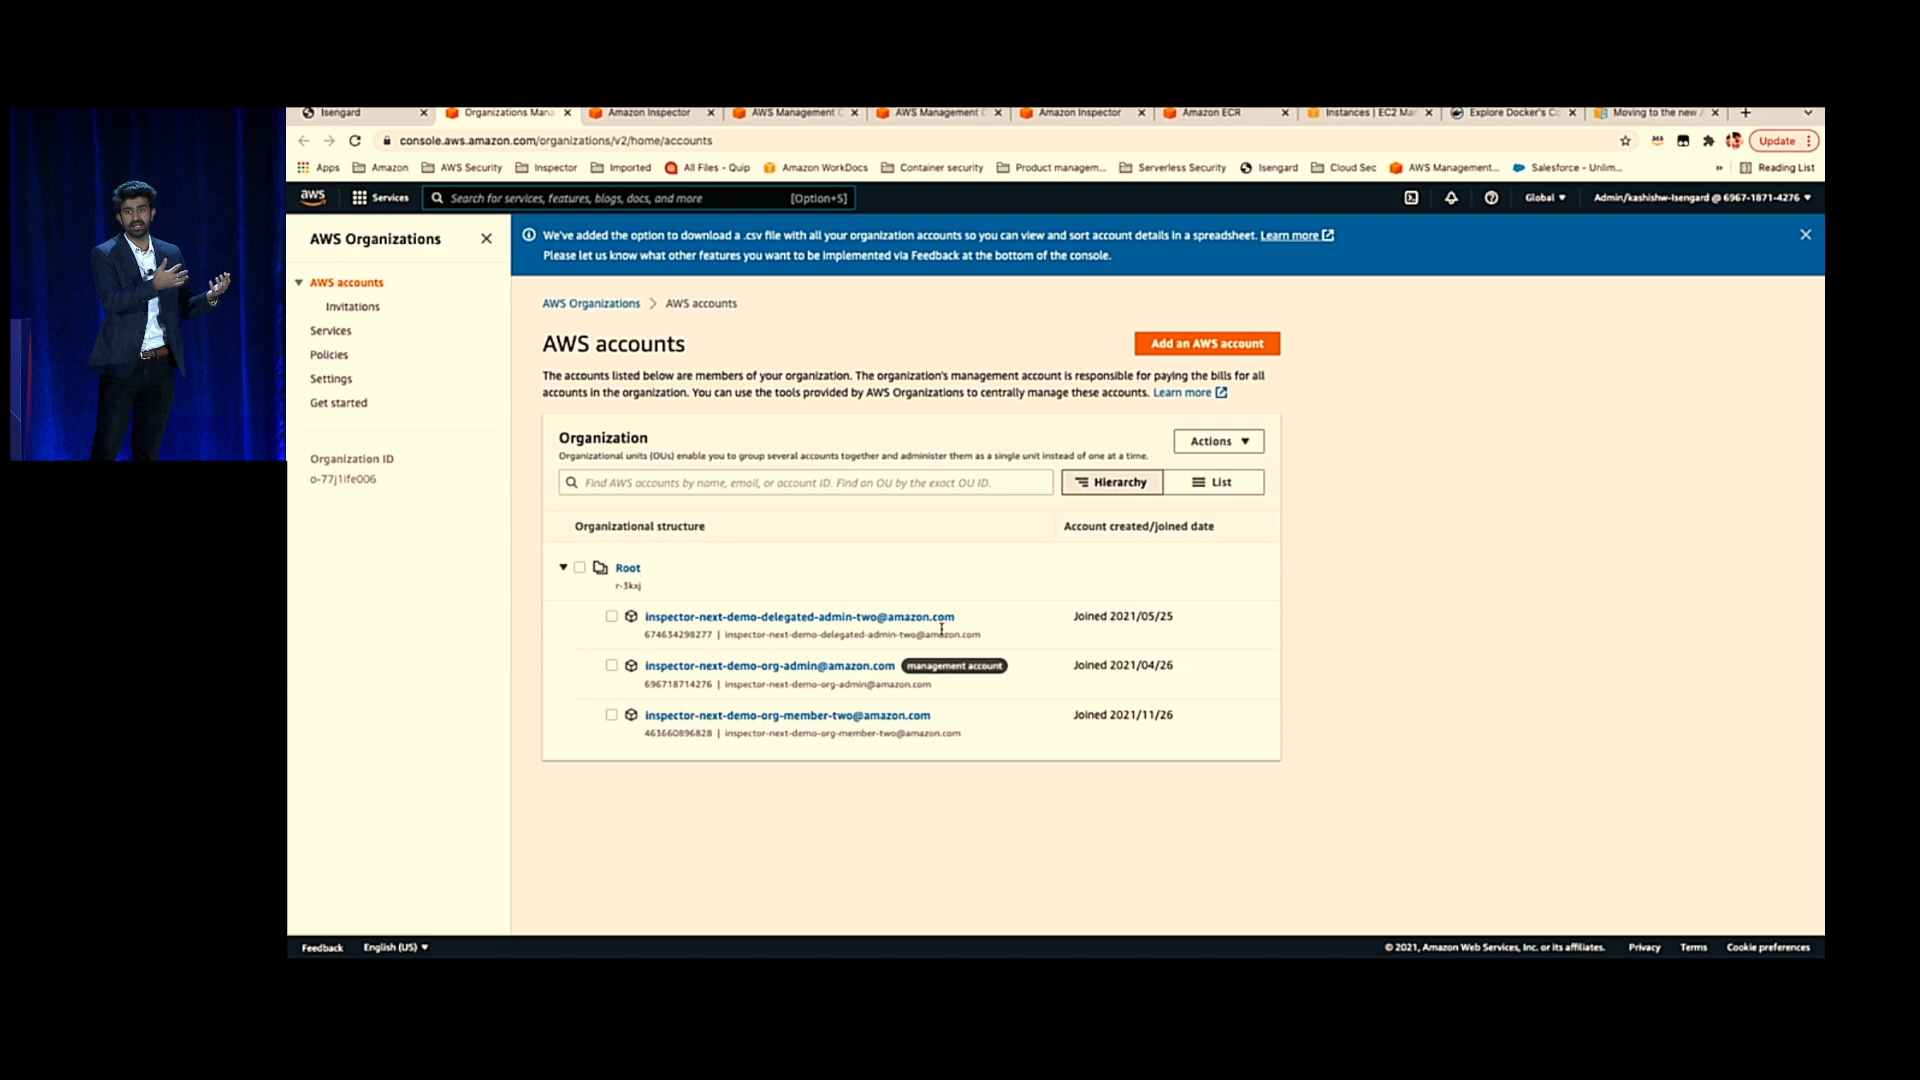 Isengard
Organizations Mana
Amazon Inspector
AWS Management C
AWS Management C
Amazon Inspector
Amazon ECR
Instances | EC2 Ma
Explore Docker's Co
Moving to the new
console.aws.amazon.com/organizations/v2/home/accounts
Update
Apps
Amazon
AWS Security
Inspector
Imported
All Files - Quip
Amazon WorkDocs
Container security
Product managem...
Serverless Security
Isengard
Cloud Sec
AWS Management...
Salesforce - Unlim...
»
Reading List
aws
Services
Search for services, features, blogs, docs, and more
[Option+S]
Global
Admin/kashishw-Isengard @ 6967-1871-4276
AWS Organizations
AWS accounts
Invitations
Services
Policies
Settings
Get started
Organization ID
o-77j1ife006
We've added the option to download a .csv file with all your organization accounts so you can view and sort account details in a spreadsheet. Learn more
Please let us know what other features you want to be implemented via Feedback at the bottom of the console.
AWS Organizations > AWS accounts
AWS accounts
Add an AWS account
The accounts listed below are members of your organization. The organization's management account is responsible for paying the bills for all
accounts in the organization. You can use the tools provided by AWS Organizations to centrally manage these accounts. Learn more
Organization
Actions
Organizational units (OUs) enable you to group several accounts together and administer them as a single unit instead of one at a time.
Find AWS accounts by name, email, or account ID. Find an OU by the exact OU ID.
Hierarchy
List
Organizational structure
Account created/joined date
Root
r-3kxj
inspector-next-demo-delegated-admin-two@amazon.com
Joined 2021/05/25
674634298277 | inspector-next-demo-delegated-admin-two@amazon.com
inspector-next-demo-org-admin@amazon.com management account
Joined 2021/04/26
696718714276 | inspector-next-demo-org-admin@amazon.com
inspector-next-demo-org-member-two@amazon.com
Joined 2021/11/26
463660896828 | inspector-next-demo-org-member-two@amazon.com
Feedback
English (US)
© 2021, Amazon Web Services, Inc. or its affiliates.
Privacy
Terms
Cookie preferences